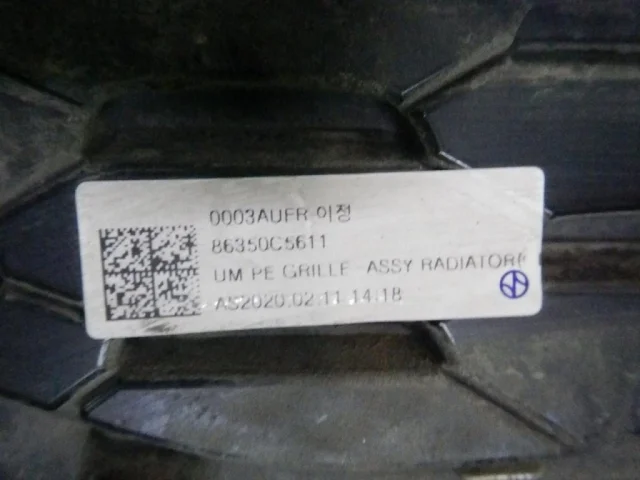 0003AUFR 이정
86350C5611
UM PE GRILLE ASSY RADIATOR(
AS2020.02.11 14:18